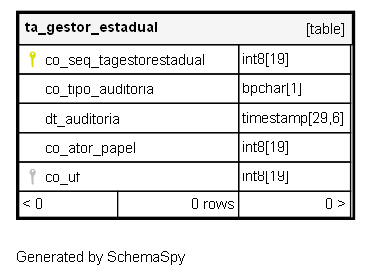 ta_gestor_estadual [table]
co_seq_tagestorestadual int8[19]
co_tipo_auditoria bpchar[1]
dt_auditoria timestamp[29,6]
co_ator_papel int8[19]
co_uf int8[19]
< 0 0 rows 0 >
Generated by SchemaSpy